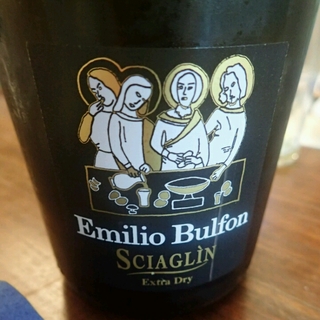 Emilio Bulfon
SCIAGLÌN
Extra Dry